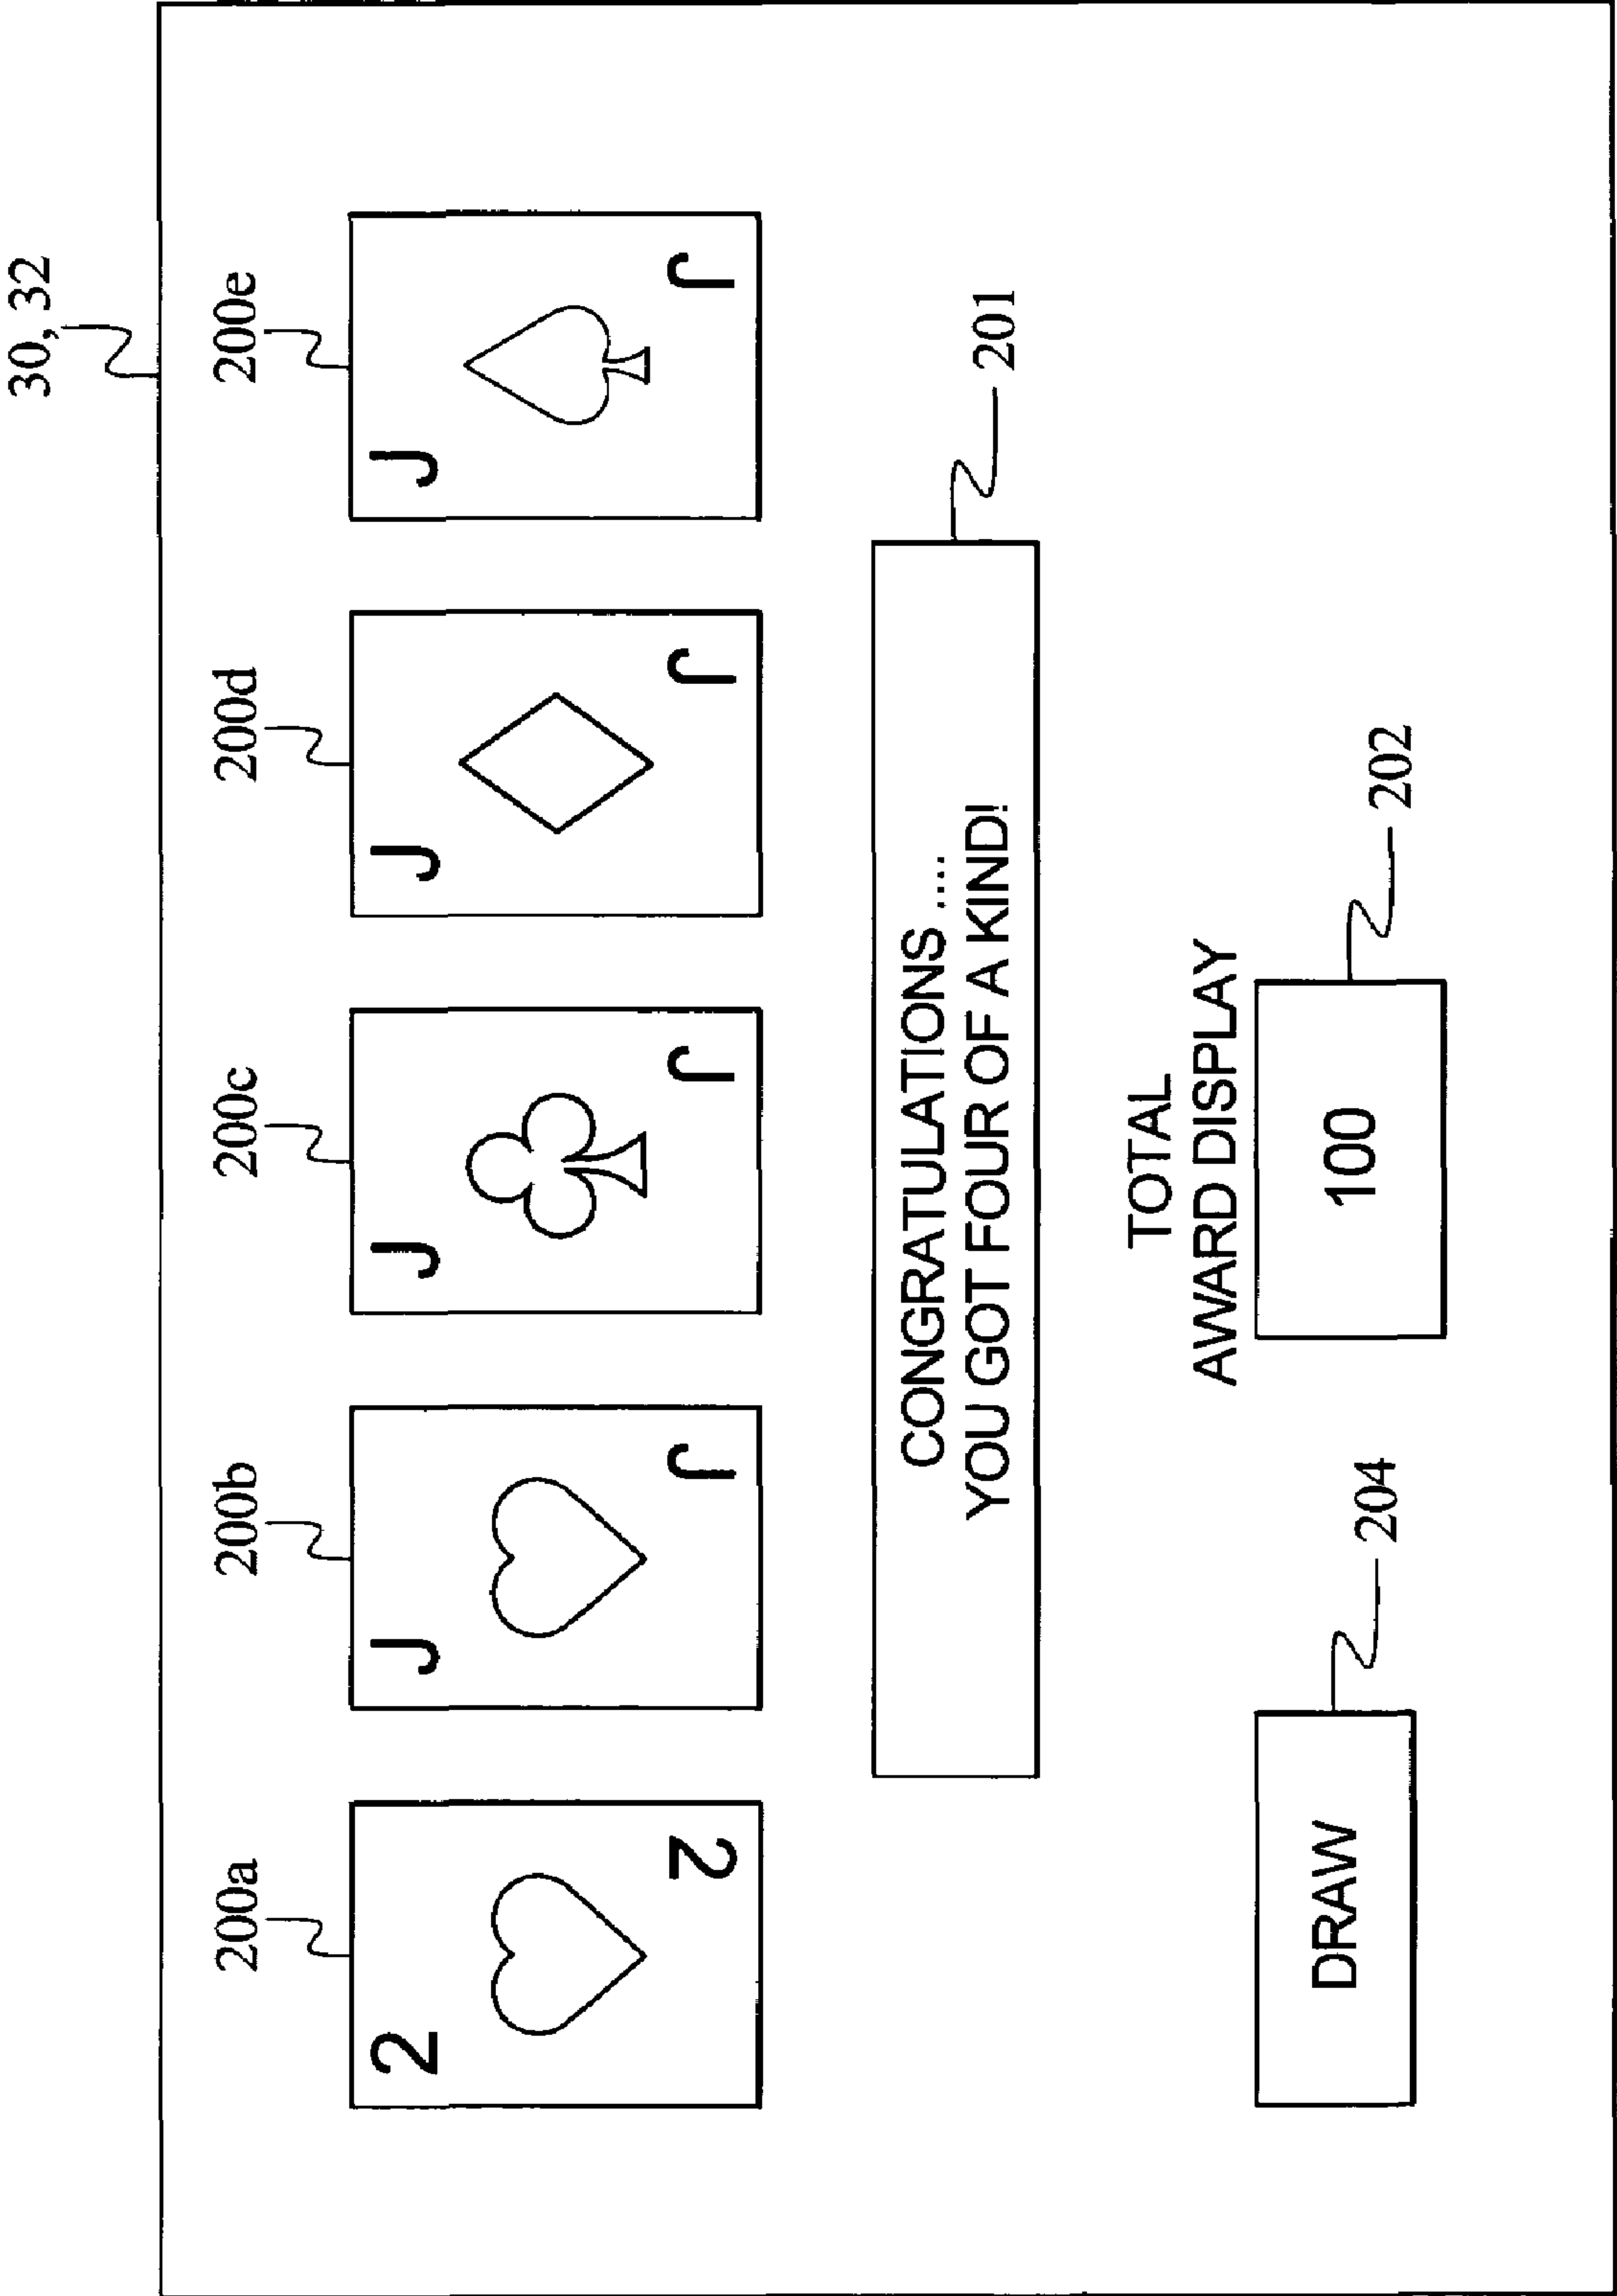 30, 32
200a 200b 200c 200d 200e
2 J J J J
2 J J J J
CONGRATULATIONS ....
YOU GOT FOUR OF A KIND!
201
TOTAL
AWARD DISPLAY
DRAW
204
100
202